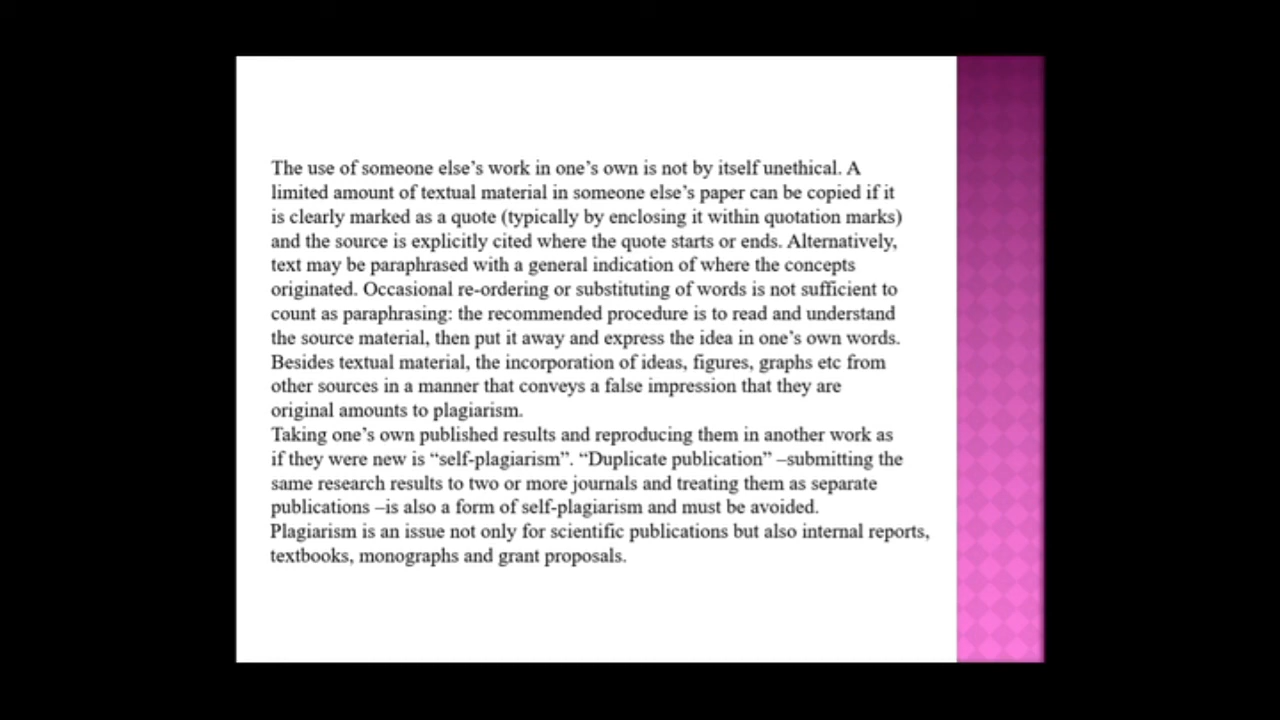 The use of someone else’s work in one’s own is not by itself unethical. A
limited amount of textual material in someone else’s paper can be copied if it
is clearly marked as a quote (typically by enclosing it within quotation marks)
and the source is explicitly cited where the quote starts or ends. Alternatively,
text may be paraphrased with a general indication of where the concepts
originated. Occasional re-ordering or substituting of words is not sufficient to
count as paraphrasing: the recommended procedure is to read and understand
the source material, then put it away and express the idea in one’s own words.
Besides textual material, the incorporation of ideas, figures, graphs etc from
other sources in a manner that conveys a false impression that they are
original amounts to plagiarism.
Taking one’s own published results and reproducing them in another work as
if they were new is “self-plagiarism”. “Duplicate publication” –submitting the
same research results to two or more journals and treating them as separate
publications –is also a form of self-plagiarism and must be avoided.
Plagiarism is an issue not only for scientific publications but also internal reports,
textbooks, monographs and grant proposals.